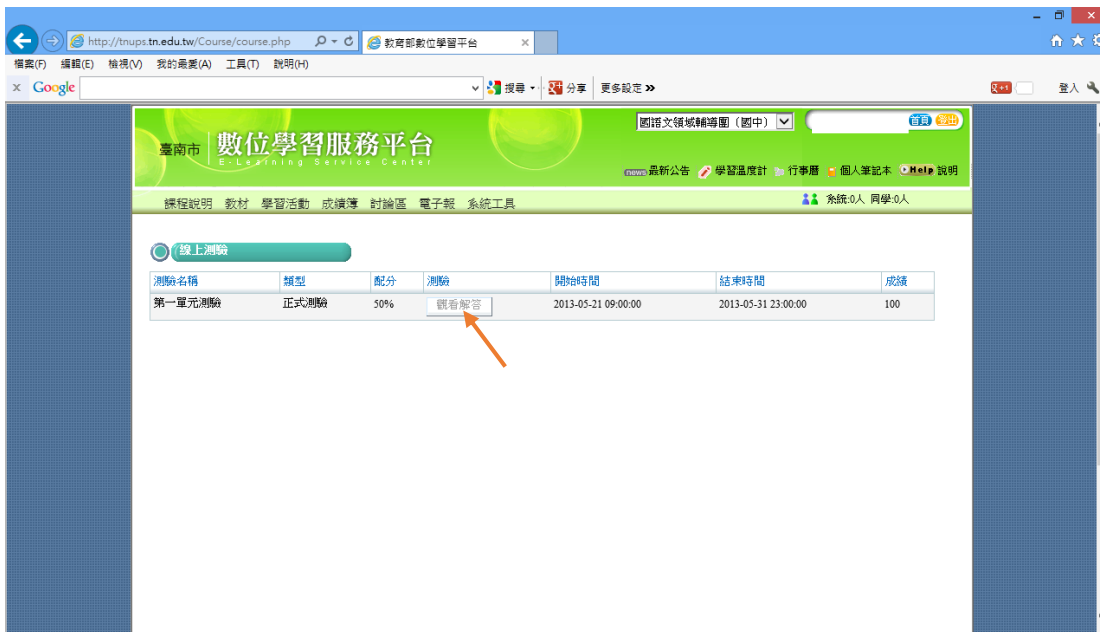 http://tnups.tn.edu.tw/Course/course.php 教育部數位學習平台
檔案(F) 編輯(E) 檢視(V) 我的最愛(A) 工具(T) 說明(H)
x Google 搜尋 分享 更多設定 » +1 登入
國語文領域輔導團（國中） 首頁 登出
臺南市 數位學習服務平台
E-Learning Service Center
news 最新公告 學習溫度計 行事曆 個人筆記本 Help 說明
課程說明 教材 學習活動 成績簿 討論區 電子報 系統工具 系統:0人 同學:0人
線上測驗
測驗名稱 類型 配分 測驗 開始時間 結束時間 成績
第一單元測驗 正式測驗 50% 觀看解答 2013-05-21 09:00:00 2013-05-31 23:00:00 100